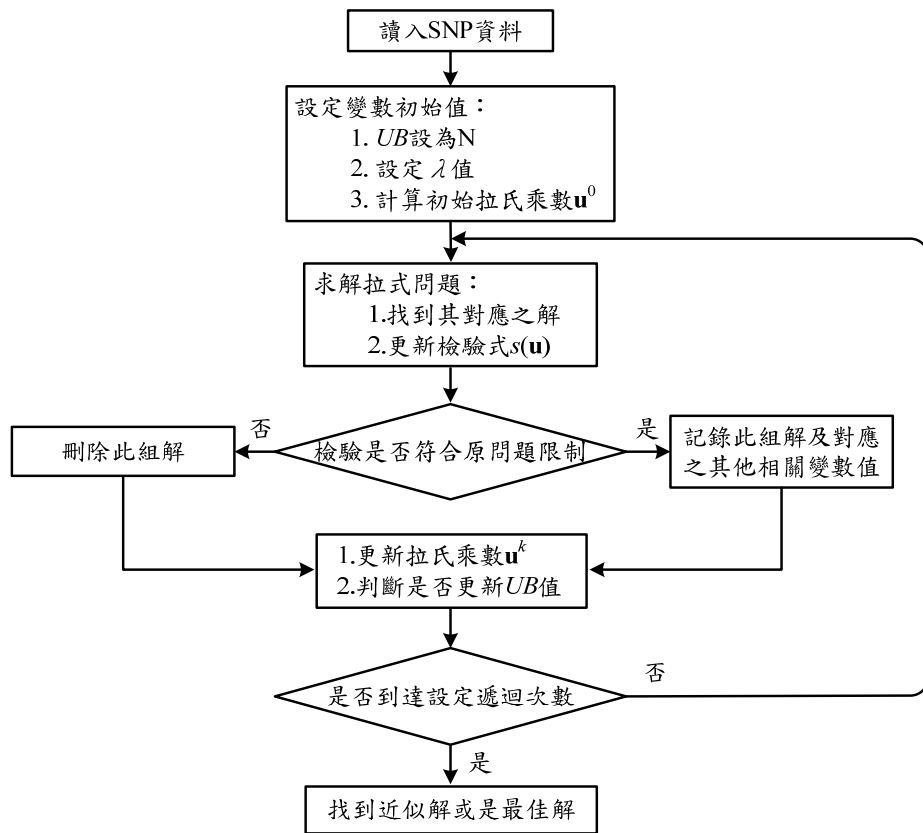 讀入SNP資料
設定變數初始值：
1. UB設為N
2. 設定λ值
3. 計算初始拉氏乘數u⁰
求解拉式問題：
1.找到其對應之解
2.更新檢驗式s(u)
否
檢驗是否符合原問題限制
是
刪除此組解
記錄此組解及對應
之其他相關變數值
1.更新拉氏乘數uᵏ
2.判斷是否更新UB值
是否到達設定遞迴次數
否
是
找到近似解或是最佳解